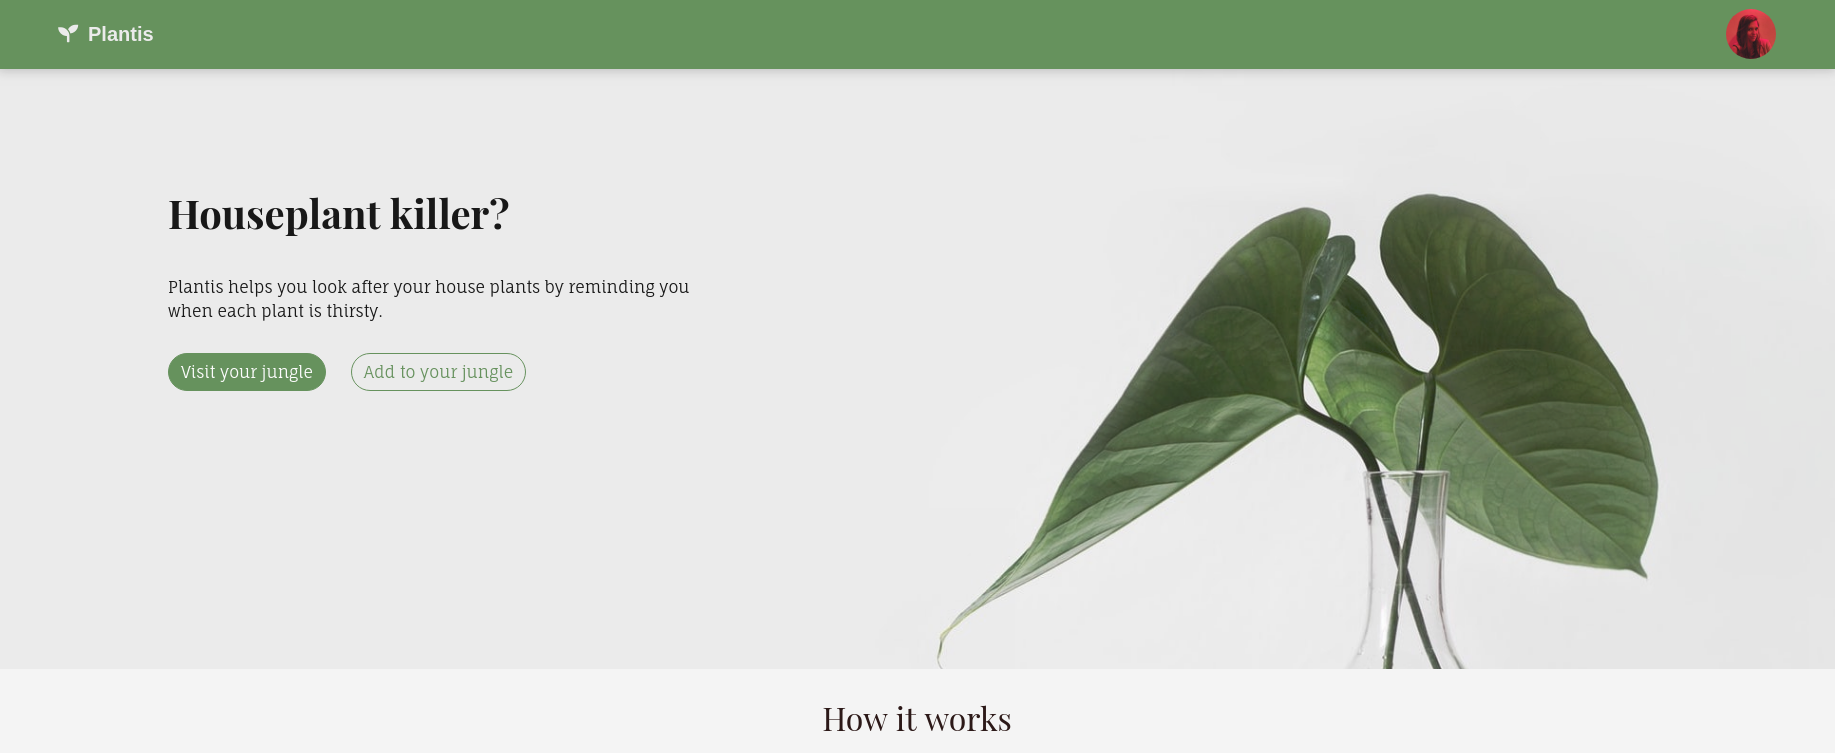 Plantis
Houseplant killer?
Plantis helps you look after your house plants by reminding you
when each plant is thirsty.
Visit your jungle
Add to your jungle
How it works